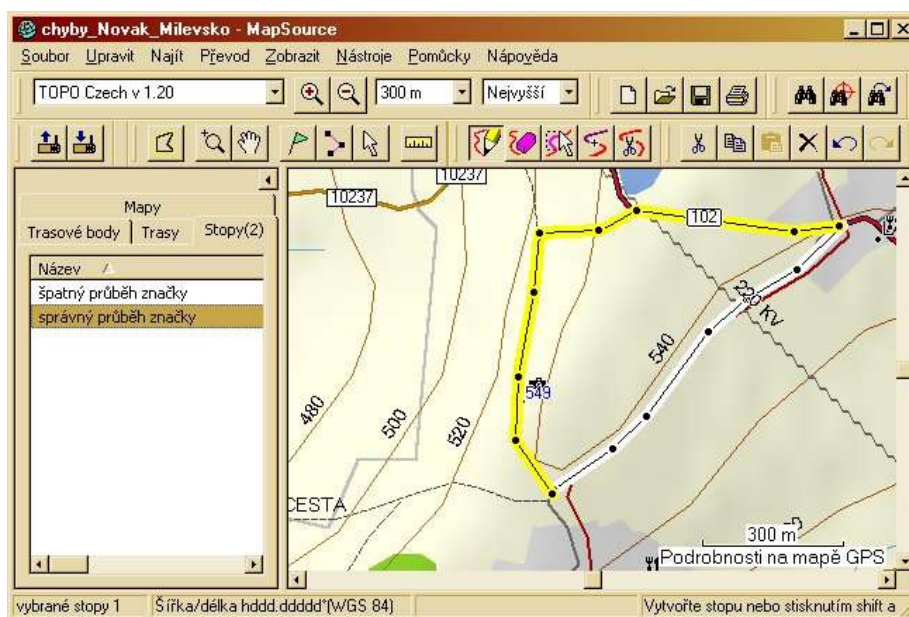 chyby_Novak_Milevsko - MapSource
Soubor Upravit Najít Převod Zobrazit Nástroje Pomůcky Nápověda
TOPO Czech v 1.20 300 m Nejvyšší
Mapy
Trasové body Trasy Stopy(2)
Název
špatný průběh značky
správný průběh značky
10237
10237
102
220 KV
540
549
480
500
520
CESTA
300 m
Podrobnosti na mapě GPS
vybrané stopy 1 Šířka/délka hddd.ddddd°(WGS 84) Vytvořte stopu nebo stisknutím shift a